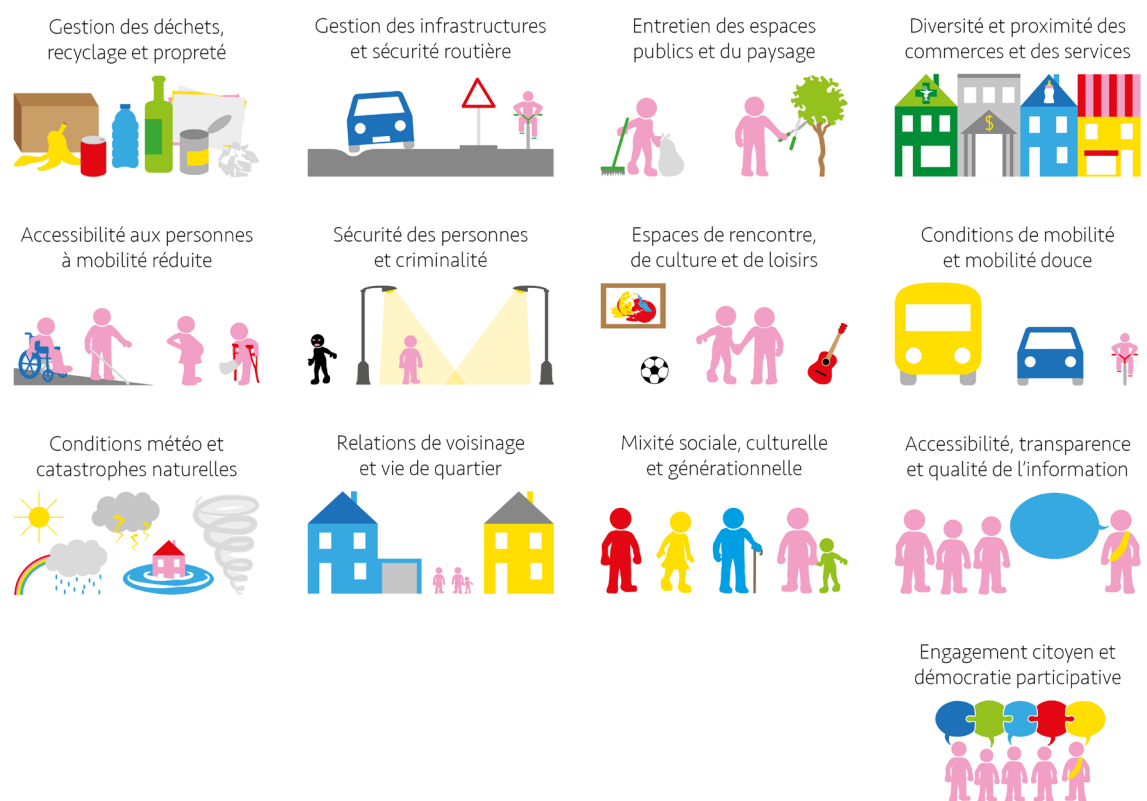 Gestion des déchets,
recyclage et propreté
Gestion des infrastructures
et sécurité routière
Entretien des espaces
publics et du paysage
Diversité et proximité des
commerces et des services
$
Accessibilité aux personnes
à mobilité réduite
Sécurité des personnes
et criminalité
Espaces de rencontre,
de culture et de loisirs
Conditions de mobilité
et mobilité douce
Conditions météo et
catastrophes naturelles
Relations de voisinage
et vie de quartier
Mixité sociale, culturelle
et générationnelle
Accessibilité, transparence
et qualité de l’information
Engagement citoyen et
démocratie participative